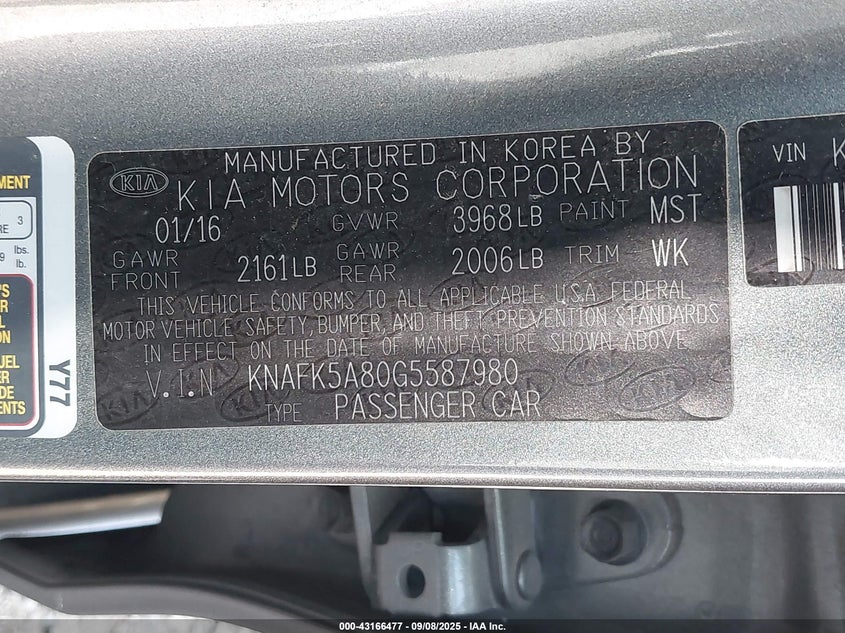 MANUFACTURED IN KOREA BY
KIA KIA MOTORS CORPORATION
01/16 GVWR 3968LB PAINT MST
GAWR FRONT 2161LB GAWR REAR 2006LB TRIM WK
THIS VEHICLE CONFORMS TO ALL APPLICABLE U.S.A. FEDERAL
MOTOR VEHICLE SAFETY, BUMPER, AND THEFT PREVENTION STANDARDS
IN EFFECT ON THE DATE OF MANUFACTURE SHOWN ABOVE
V.I.N KNAFK5A80G5587980
TYPE PASSENGER CAR
VIN K
3
lbs.
lb.
Y77
000-43166477 - 09/08/2025 - IAA Inc.